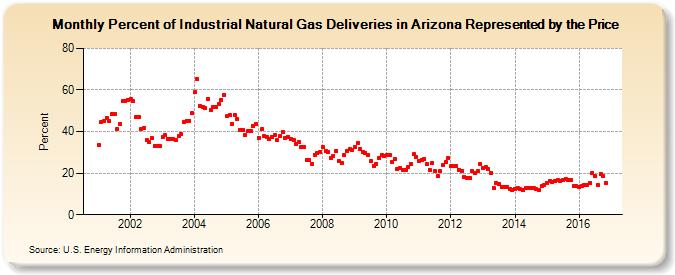 Monthly Percent of Industrial Natural Gas Deliveries in Arizona Represented by the Price
Percent
80
60
40
20
0
2002 2004 2006 2008 2010 2012 2014 2016
Source: U.S. Energy Information Administration